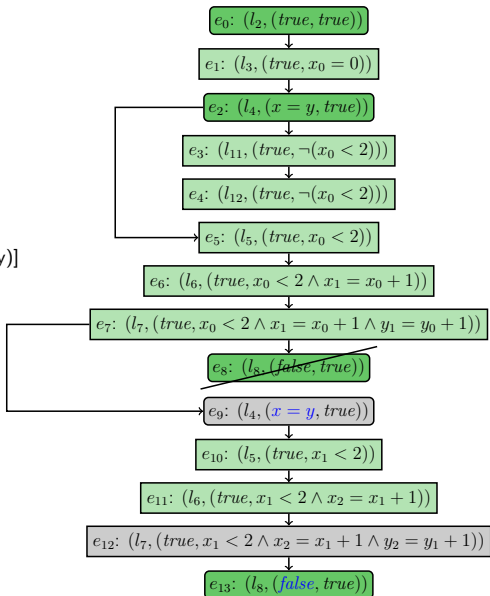 e₀: (l₂, (true, true))
e₁: (l₃, (true, x₀ = 0))
e₂: (l₄, (x = y, true))
e₃: (l₁₁, (true, ¬(x₀ < 2)))
e₄: (l₁₂, (true, ¬(x₀ < 2)))
e₅: (l₅, (true, x₀ < 2))
y)]
e₆: (l₆, (true, x₀ < 2 ∧ x₁ = x₀ + 1))
e₇: (l₇, (true, x₀ < 2 ∧ x₁ = x₀ + 1 ∧ y₁ = y₀ + 1))
e₈: (l₈, (false, true))
e₉: (l₄, (x = y, true))
e₁₀: (l₅, (true, x₁ < 2))
e₁₁: (l₆, (true, x₁ < 2 ∧ x₂ = x₁ + 1))
e₁₂: (l₇, (true, x₁ < 2 ∧ x₂ = x₁ + 1 ∧ y₂ = y₁ + 1))
e₁₃: (l₈, (false, true))